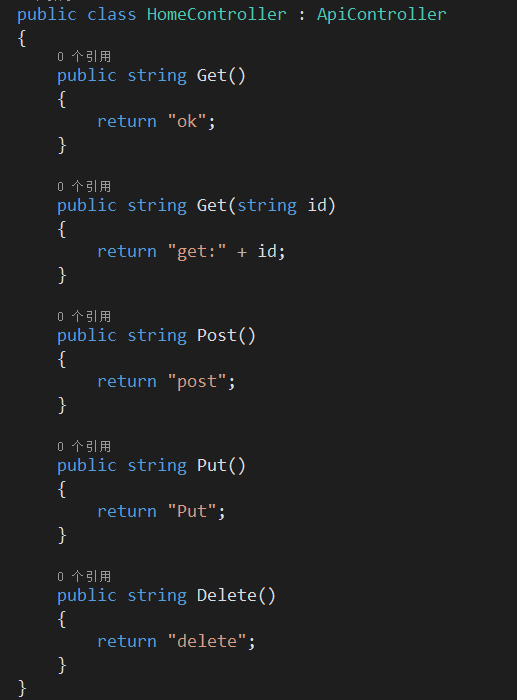 public class HomeController : ApiController
{
0 个引用
public string Get()
{
return "ok";
}
0 个引用
public string Get(string id)
{
return "get:" + id;
}
0 个引用
public string Post()
{
return "post";
}
0 个引用
public string Put()
{
return "Put";
}
0 个引用
public string Delete()
{
return "delete";
}
}